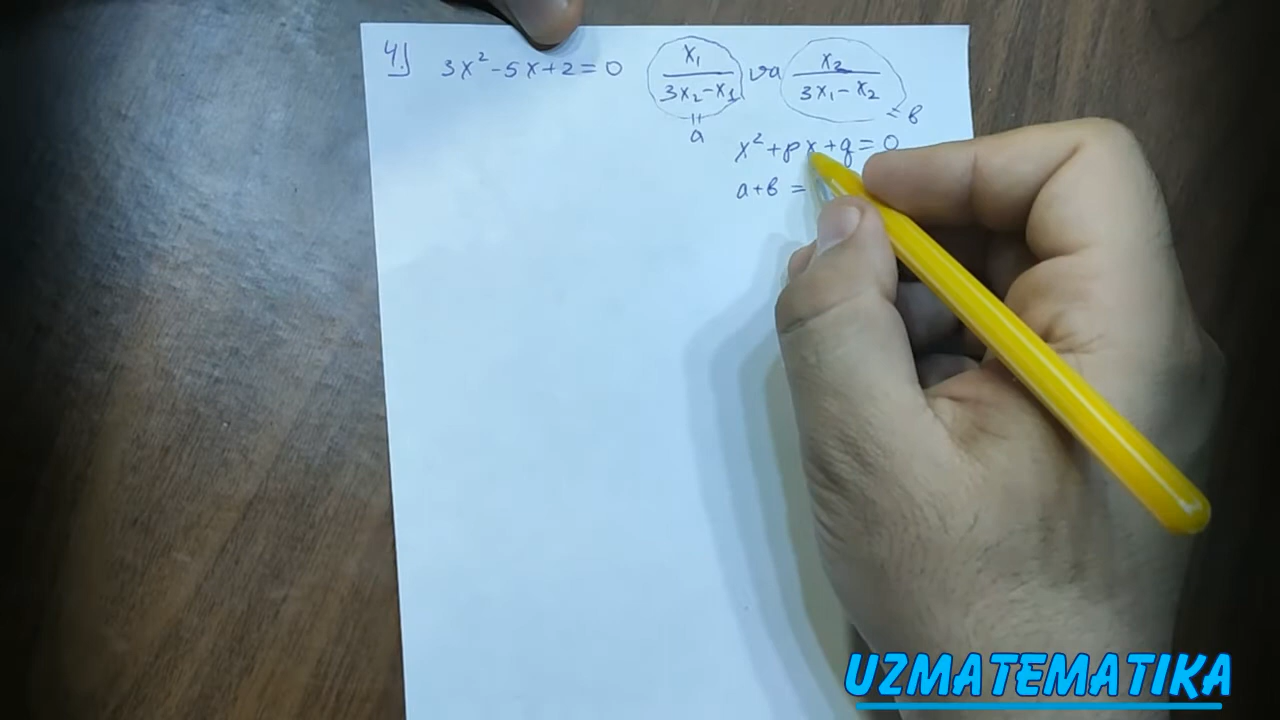 4.) 3x² - 5x + 2 = 0 x₁/(3x₂ - x₁) va x₂/(3x₁ - x₂)
= a = b
x² + px + q = 0
a + b =
UZMATEMATIKA